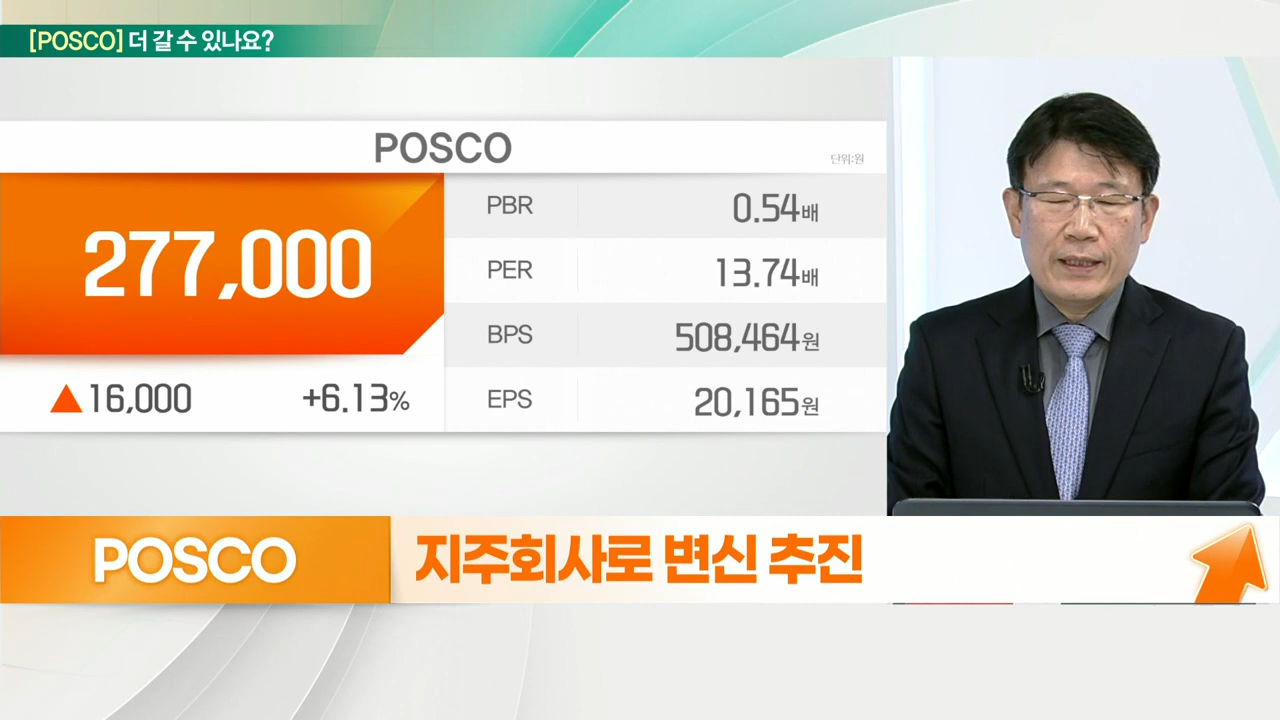 [POSCO] 더 갈 수 있나요?
POSCO
단위:원
277,000
▲16,000 +6.13%
PBR 0.54배
PER 13.74배
BPS 508,464원
EPS 20,165원
POSCO 지주회사로 변신 추진